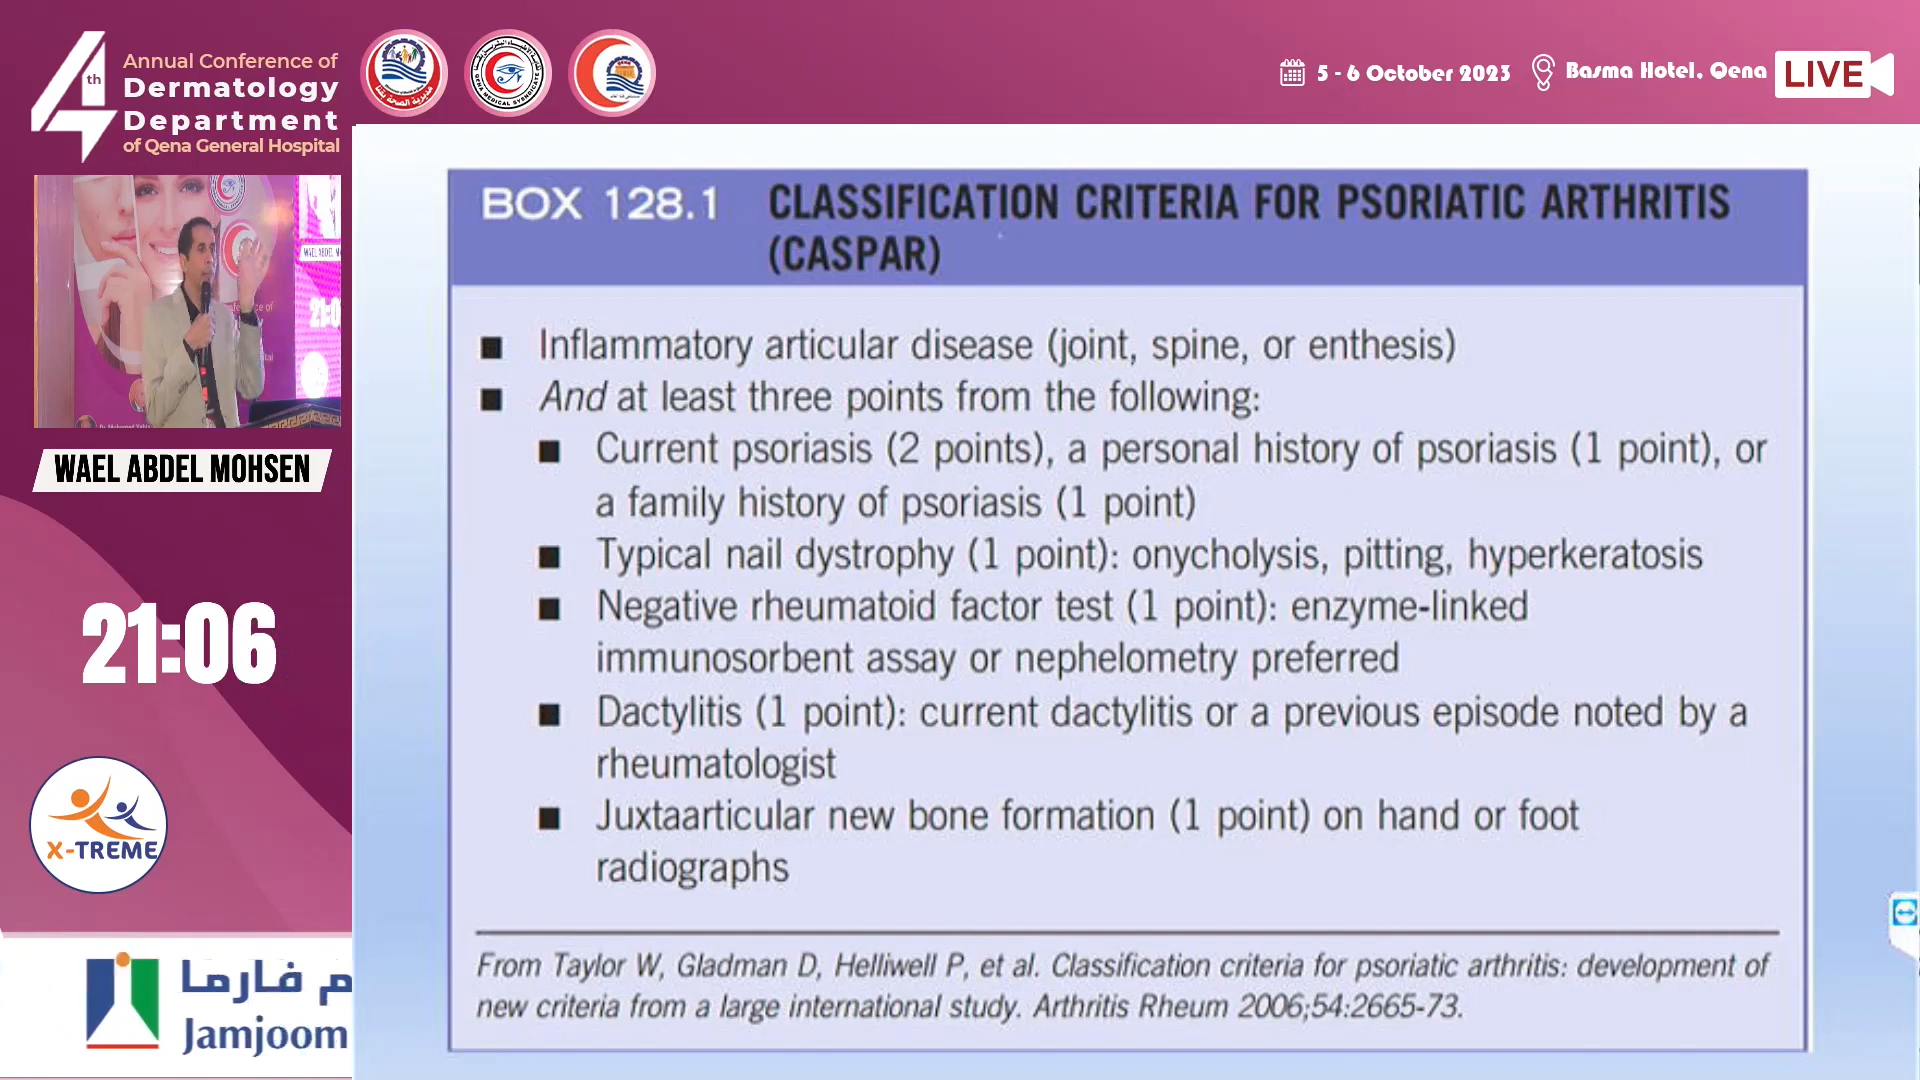 4th
Annual Conference of
Dermatology
Department
of Qena General Hospital
5 - 6 October 2023
Basma Hotel, Qena
LIVE
WAEL ABDEL MOHSEN
21:06
X-TREME
م فارما
Jamjoom
BOX 128.1 CLASSIFICATION CRITERIA FOR PSORIATIC ARTHRITIS
(CASPAR)
■ Inflammatory articular disease (joint, spine, or enthesis)
■ And at least three points from the following:
■ Current psoriasis (2 points), a personal history of psoriasis (1 point), or
a family history of psoriasis (1 point)
■ Typical nail dystrophy (1 point): onycholysis, pitting, hyperkeratosis
■ Negative rheumatoid factor test (1 point): enzyme-linked
immunosorbent assay or nephelometry preferred
■ Dactylitis (1 point): current dactylitis or a previous episode noted by a
rheumatologist
■ Juxtaarticular new bone formation (1 point) on hand or foot
radiographs
From Taylor W, Gladman D, Helliwell P, et al. Classification criteria for psoriatic arthritis: development of
new criteria from a large international study. Arthritis Rheum 2006;54:2665-73.